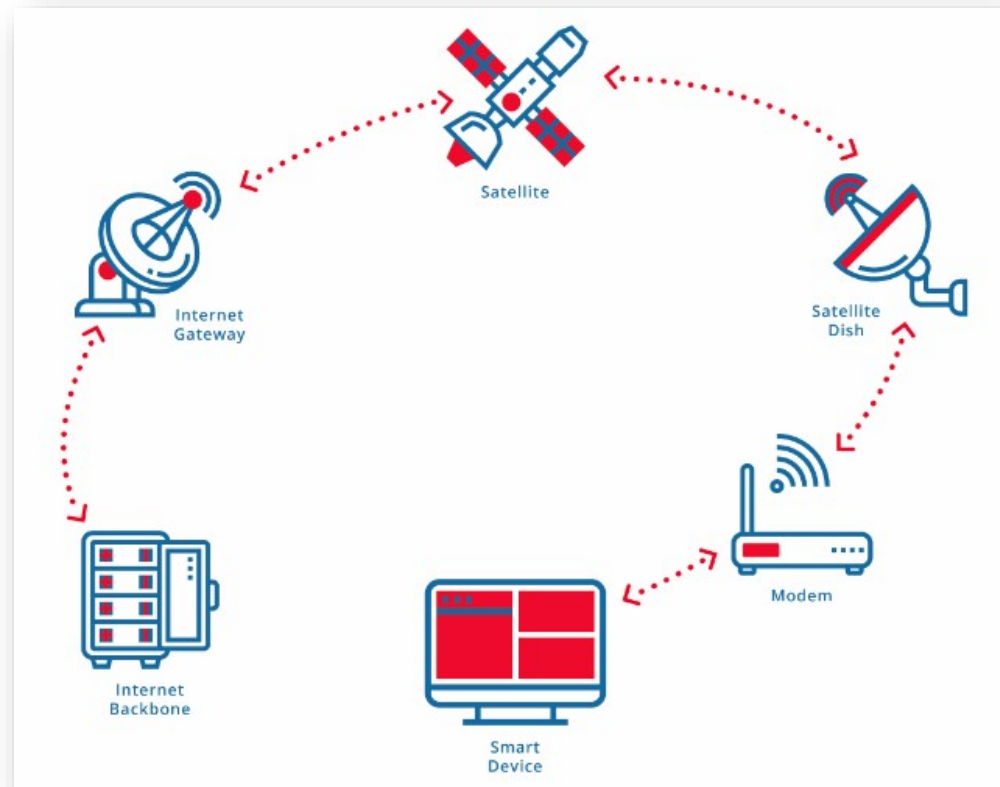 Satellite
Internet
Gateway
Satellite
Dish
Modem
Internet
Backbone
Smart
Device